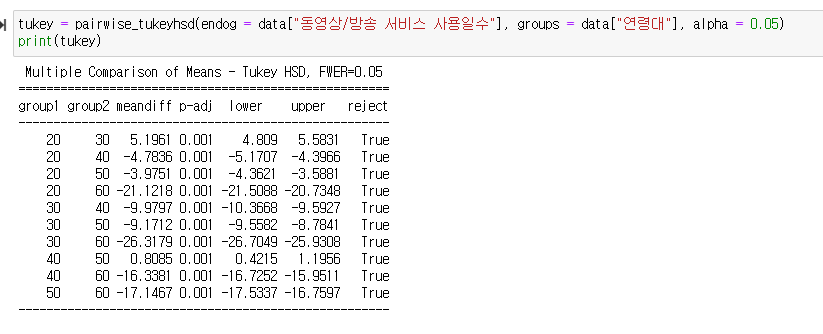 tukey = pairwise_tukeyhsd(endog = data["동영상/방송 서비스 사용일수"], groups = data["연령대"], alpha = 0.05)
print(tukey)
Multiple Comparison of Means - Tukey HSD, FWER=0.05
=====================================================
group1 group2 meandiff p-adj lower upper reject
-----------------------------------------------------
20 30 5.1961 0.001 4.809 5.5831 True
20 40 -4.7836 0.001 -5.1707 -4.3966 True
20 50 -3.9751 0.001 -4.3621 -3.5881 True
20 60 -21.1218 0.001 -21.5088 -20.7348 True
30 40 -9.9797 0.001 -10.3668 -9.5927 True
30 50 -9.1712 0.001 -9.5582 -8.7841 True
30 60 -26.3179 0.001 -26.7049 -25.9308 True
40 50 0.8085 0.001 0.4215 1.1956 True
40 60 -16.3381 0.001 -16.7252 -15.9511 True
50 60 -17.1467 0.001 -17.5337 -16.7597 True
-----------------------------------------------------